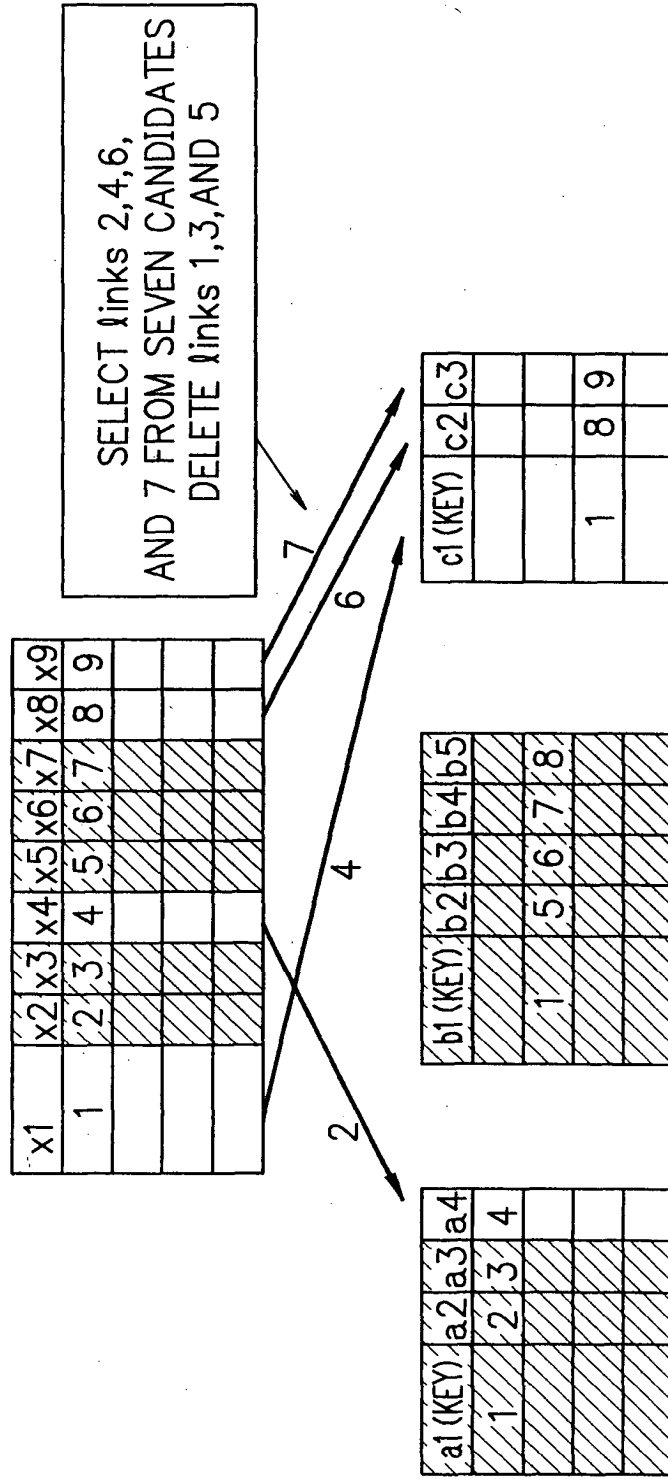 SELECT links 2,4,6,
AND 7 FROM SEVEN CANDIDATES
DELETE links 1,3,AND 5
x1 x2 x3 x4 x5 x6 x7 x8 x9
1 2 3 4 5 6 7 8 9
2
4
6
7
a1 (KEY) a2 a3 a4
1 2 3 4
b1 (KEY) b2 b3 b4 b5
1 5 6 7 8
c1 (KEY) c2 c3
1 8 9